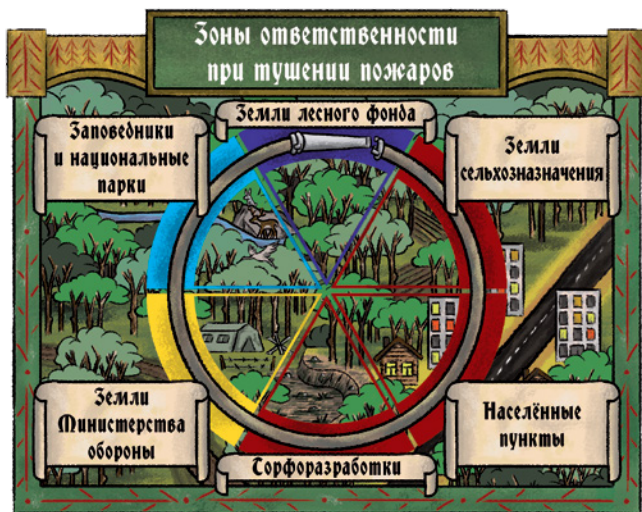 Зоны ответственности
при тушении пожаров
Земли лесного фонда
Заповедники
и национальные
парки
Земли
сельхозназначения
Земли
Министерства
обороны
Населённые
пункты
Торфоразработки